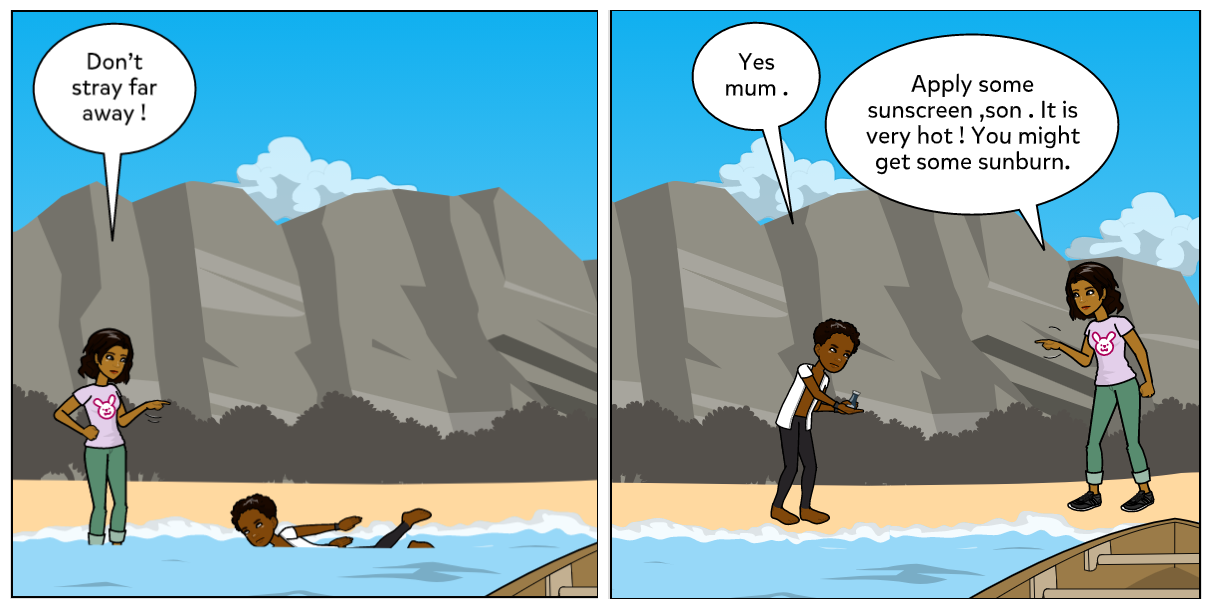 Don't
stray far
away !
Yes
mum .
Apply some
sunscreen ,son . It is
very hot ! You might
get some sunburn.